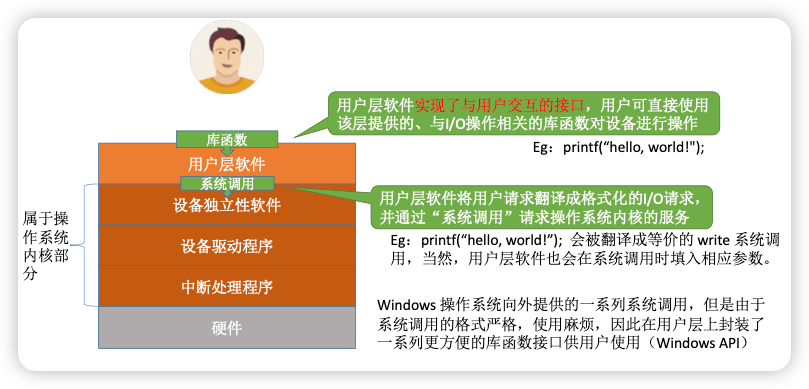 用户层软件实现了与用户交互的接口，用户可直接使用
该层提供的、与I/O操作相关的库函数对设备进行操作
库函数
Eg：printf(“hello, world!");
用户层软件
系统调用
用户层软件将用户请求翻译成格式化的I/O请求，
并通过“系统调用”请求操作系统内核的服务
设备独立性软件
属于操
作系统
内核部
分
Eg：printf(“hello, world!”); 会被翻译成等价的 write 系统调
用，当然，用户层软件也会在系统调用时填入相应参数。
设备驱动程序
中断处理程序
Windows 操作系统向外提供的一系列系统调用，但是由于
系统调用的格式严格，使用麻烦，因此在用户层上封装了
一系列更方便的库函数接口供用户使用（Windows API）
硬件